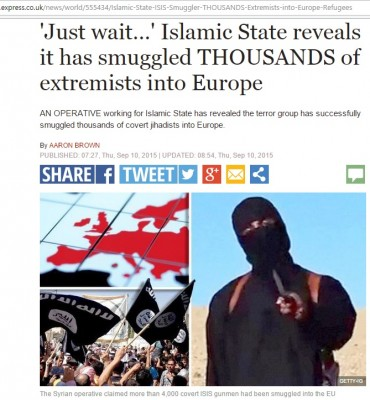 .express.co.uk/news/world/555434/Islamic-State-ISIS-Smuggler-THOUSANDS-Extremists-into-Europe-Refugees
'Just wait...' Islamic State reveals
it has smuggled THOUSANDS of
extremists into Europe
AN OPERATIVE working for Islamic State has revealed the terror group has successfully
smuggled thousands of covert jihadists into Europe.
By AARON BROWN
PUBLISHED: 07:27, Thu, Sep 10, 2015 | UPDATED: 08:54, Thu, Sep 10, 2015
SHARE f TWEET g+
GETTY•IG
The Syrian operative claimed more than 4,000 covert ISIS gunmen had been smuggled into the EU